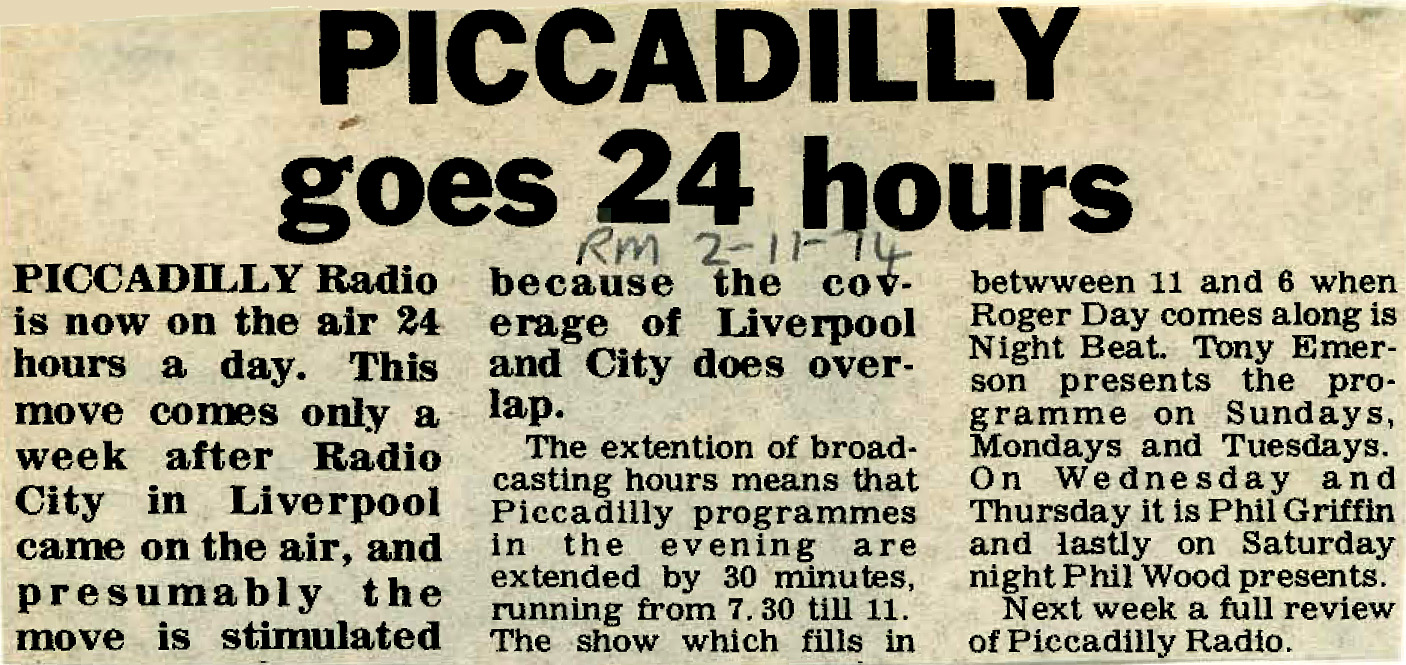 PICCADILLY
goes 24 hours
RM 2-11-74
PICCADILLY Radio
is now on the air 24
hours a day. This
move comes only a
week after Radio
City in Liverpool
came on the air, and
presumably the
move is stimulated
because the cov-
erage of Liverpool
and City does over-
lap.
The extention of broad-
casting hours means that
Piccadilly programmes
in the evening are
extended by 30 minutes,
running from 7.30 till 11.
The show which fills in
betwween 11 and 6 when
Roger Day comes along is
Night Beat. Tony Emer-
son presents the pro-
gramme on Sundays,
Mondays and Tuesdays.
On Wednesday and
Thursday it is Phil Griffin
and lastly on Saturday
night Phil Wood presents.
Next week a full review
of Piccadilly Radio.